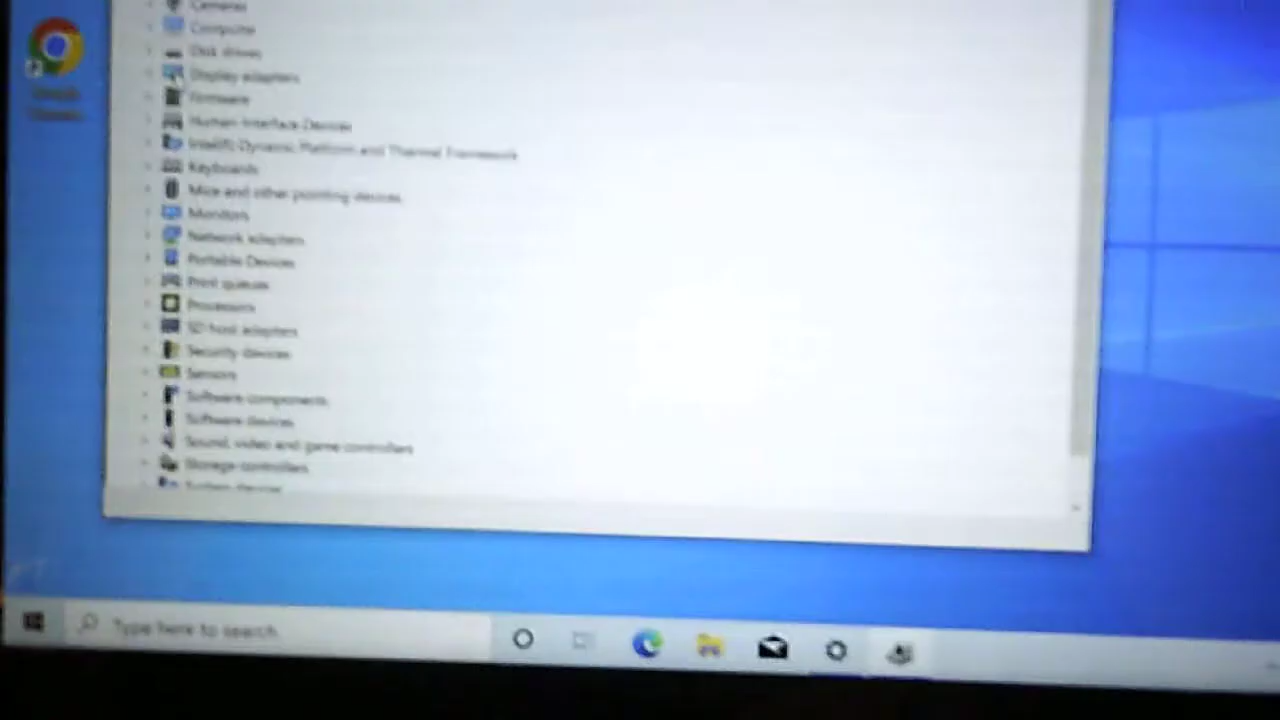 Cameras
Computer
Disk drives
Display adapters
Firmware
Human Interface Devices
Intel(R) Dynamic Platform and Thermal Framework
Keyboards
Mice and other pointing devices
Monitors
Network adapters
Portable Devices
Print queues
Processors
SD host adapters
Security devices
Sensors
Software components
Software devices
Sound, video and game controllers
Storage controllers
System devices
Google
Chrome
Type here to search